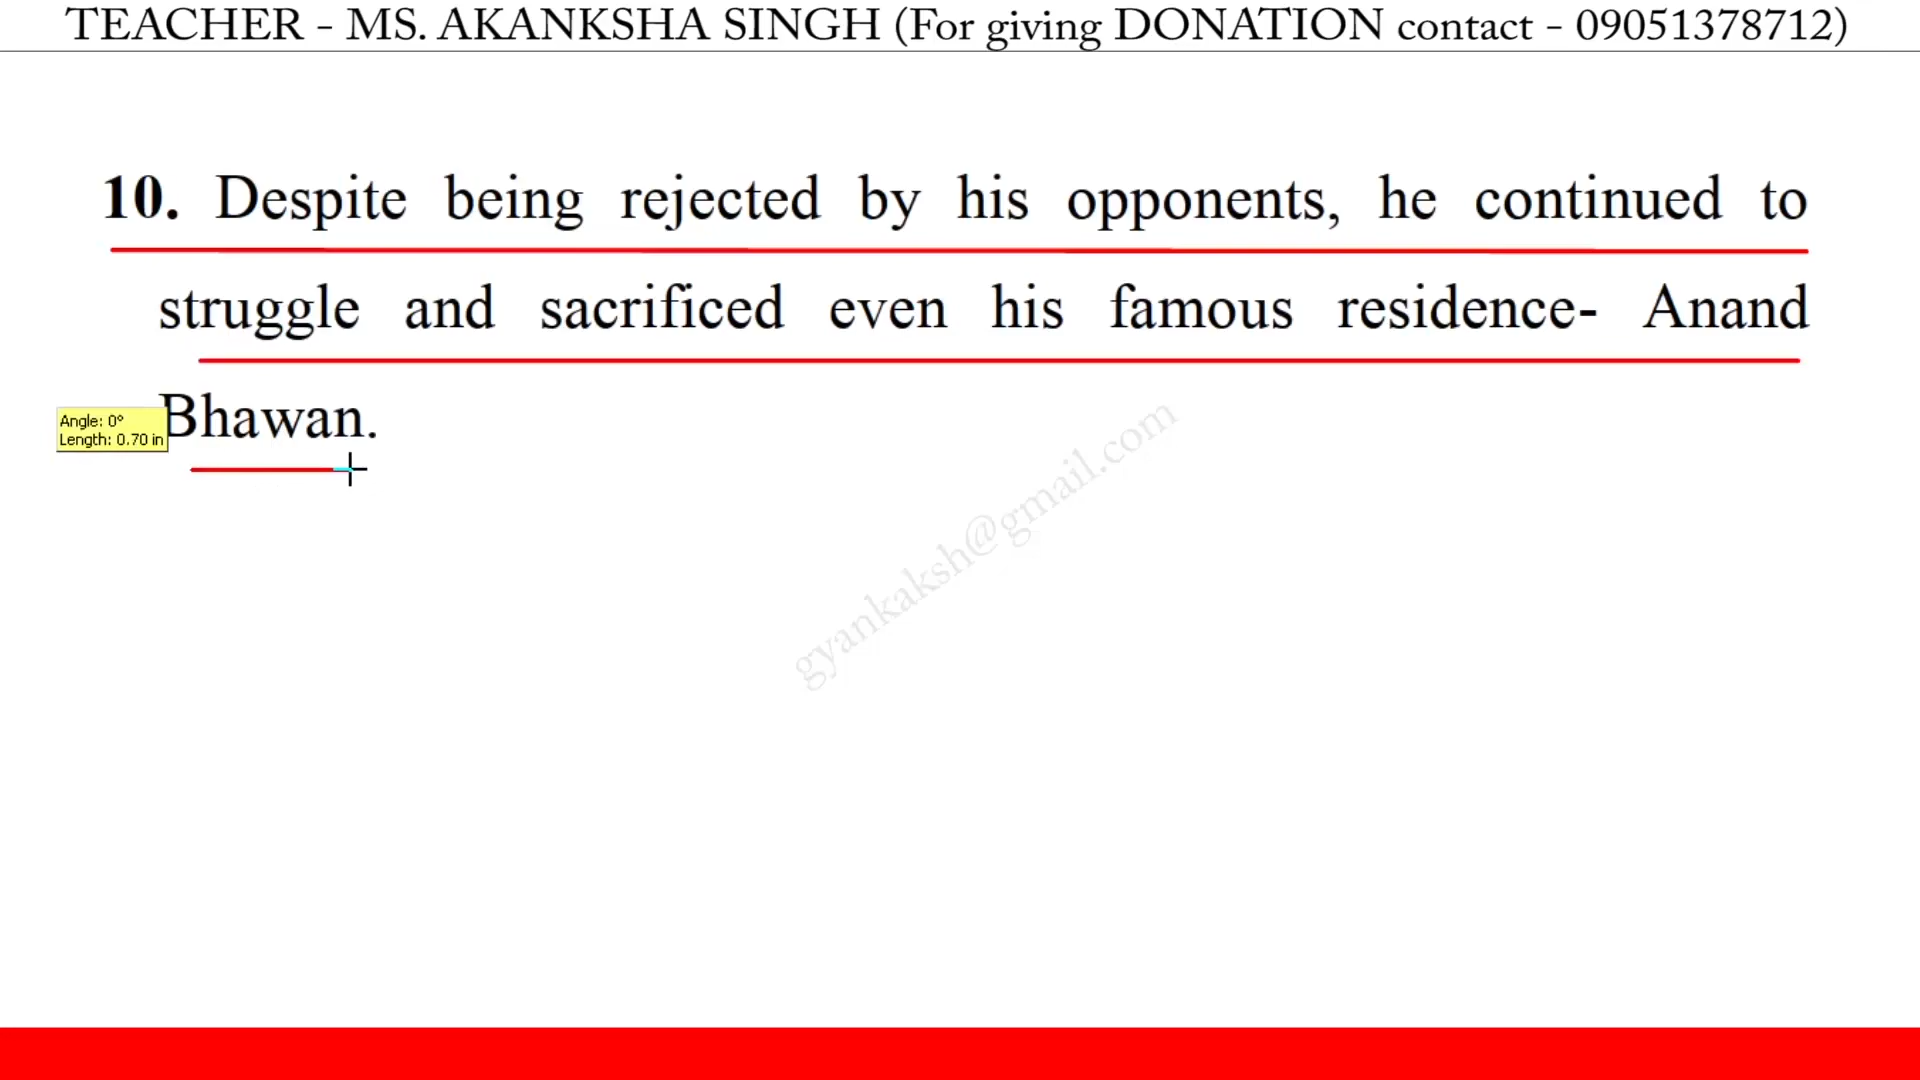 TEACHER - MS. AKANKSHA SINGH (For giving DONATION contact - 09051378712)
10. Despite being rejected by his opponents, he continued to
struggle and sacrificed even his famous residence- Anand
Bhawan.
Angle: 0°
Length: 0.70 in
gyankaksh@gmail.com